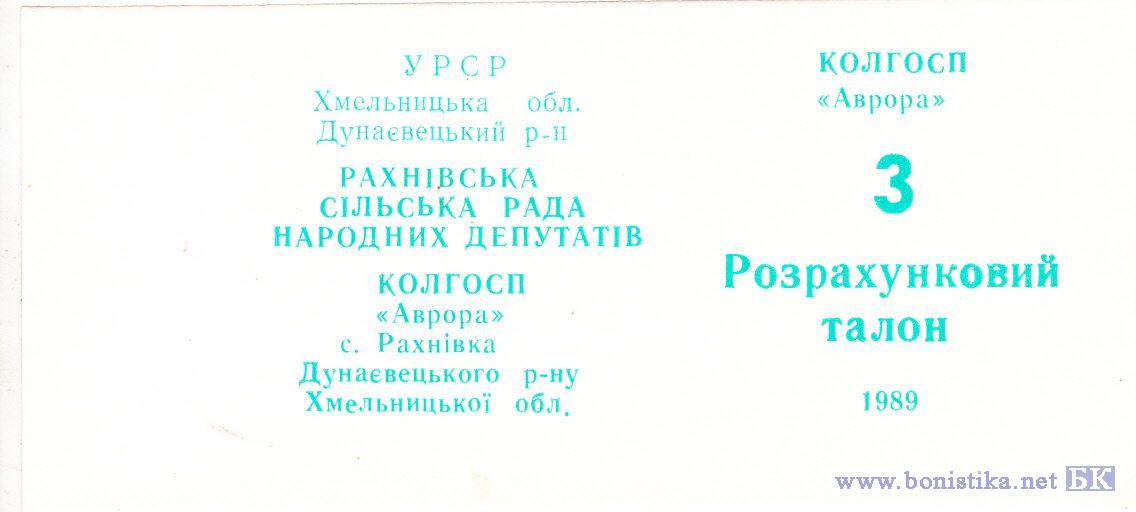 УРСР
Хмельницька обл.
Дунаєвецький р-н
РАХНІВСЬКА
СІЛЬСЬКА РАДА
НАРОДНИХ ДЕПУТАТІВ
КОЛГОСП
«Аврора»
с. Рахнівка
Дунаєвецького р-ну
Хмельницької обл.
КОЛГОСП
«Аврора»
3
Розрахунковий
талон
1989
www.bonistika.net БК